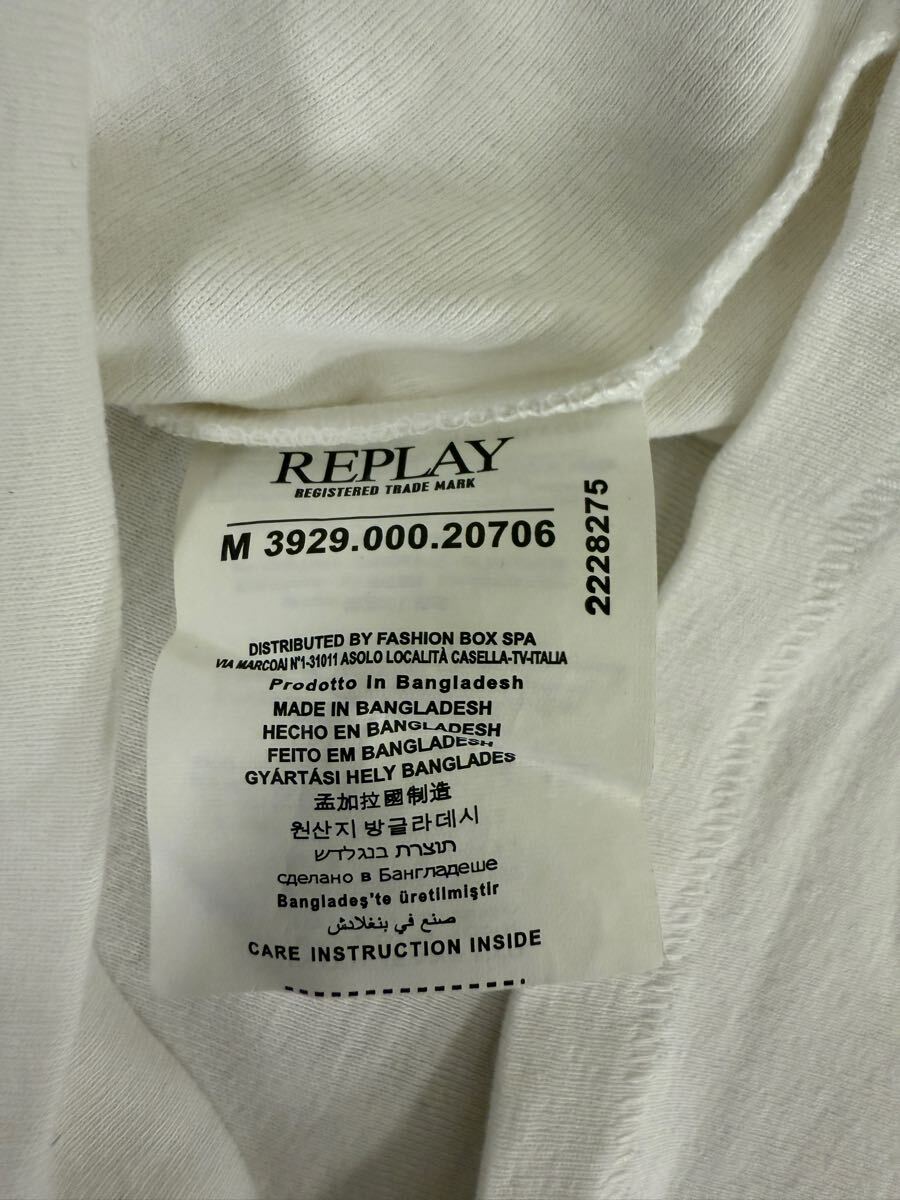 REPLAY
REGISTERED TRADE MARK
M 3929.000.20706
2228275
DISTRIBUTED BY FASHION BOX SPA
VIA MARCOAI N°1-31011 ASOLO LOCALITÀ CASELLA-TV-ITALIA
Prodotto in Bangladesh
MADE IN BANGLADESH
HECHO EN BANGLADESH
FEITO EM BANGLADESH
GYÁRTÁSI HELY BANGLADES
孟加拉國制造
원산지 방글라데시
תוצרת בנגלדש
сделано в Бангладеше
Bangladeş'te üretilmiştir
صنع في بنغلادش
CARE INSTRUCTION INSIDE